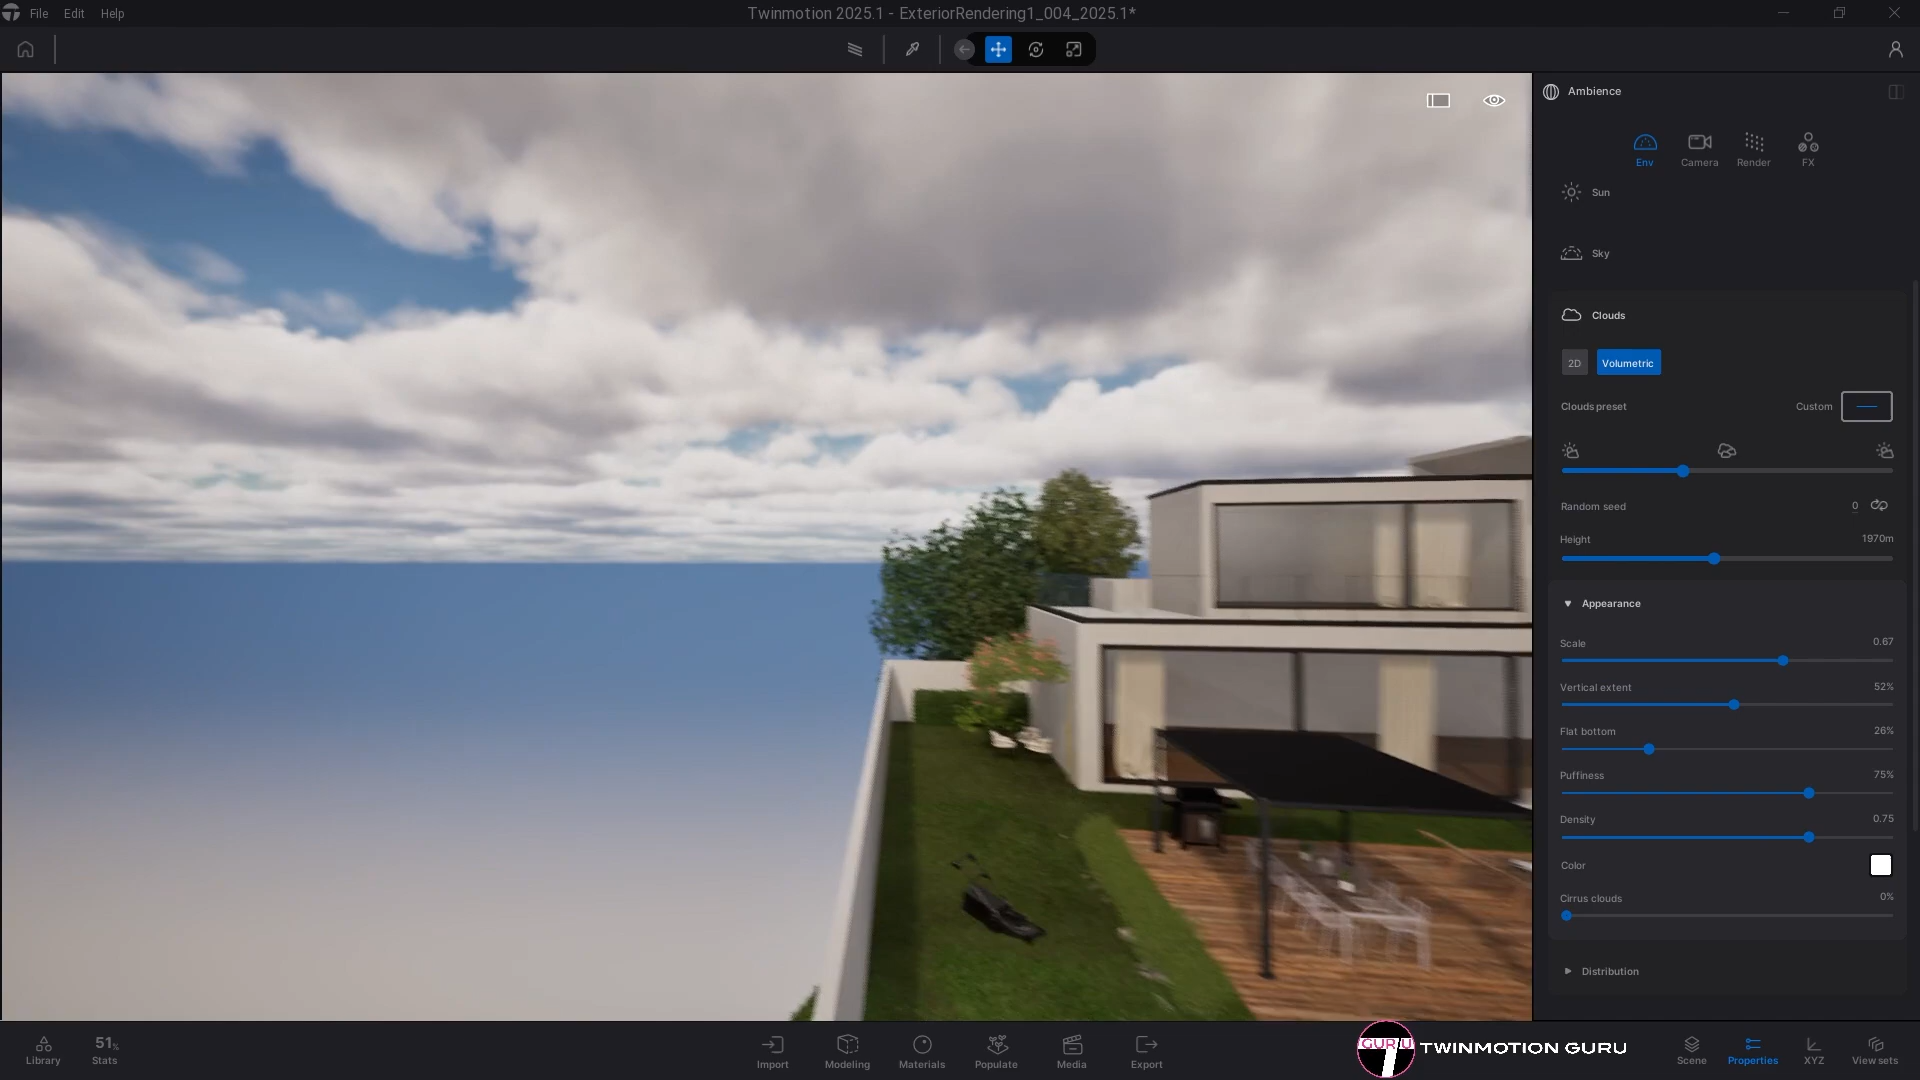 File Edit Help
Twinmotion 2025.1 - ExteriorRendering1_004_2025.1*
Ambience
Env Camera Render FX
Sun
Sky
Clouds
2D Volumetric
Clouds preset Custom
Random seed 0
Height 1970m
Appearance
Scale 0.67
Vertical extent 52%
Flat bottom 26%
Puffiness 75%
Density 0.75
Color
Cirrus clouds 0%
Distribution
Library
51%
Stats
Import Modeling Materials Populate Media Export
GURU
T
TWINMOTION GURU
Scene Properties XYZ View sets